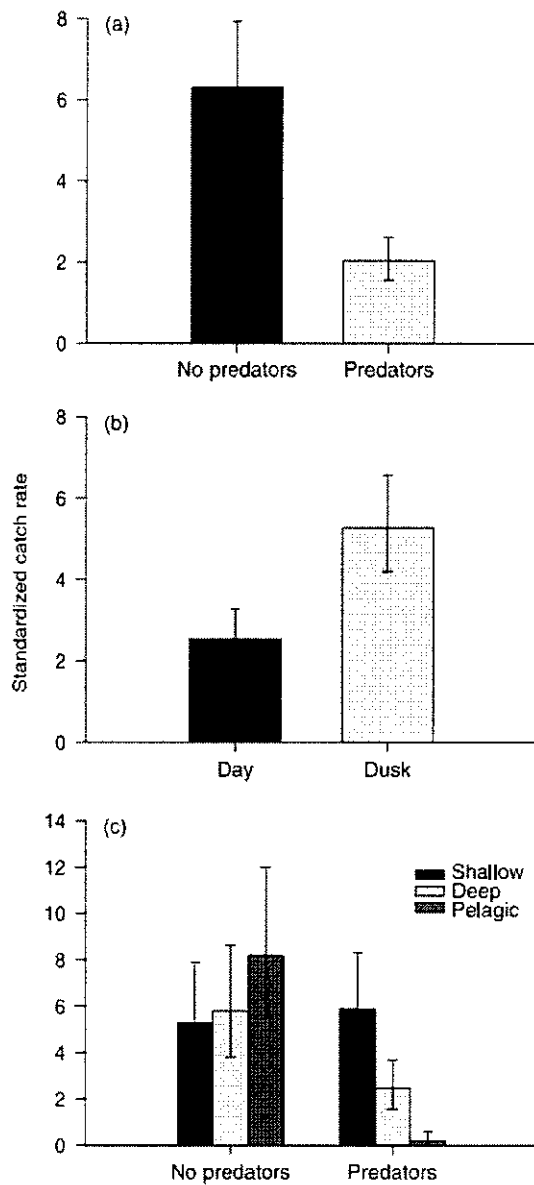 (a)
8
6
4
2
0
No predators Predators
(b)
8
6
4
2
0
Day Dusk
Standardized catch rate
(c)
14
12
10
8
6
4
2
0
Shallow
Deep
Pelagic
No predators Predators